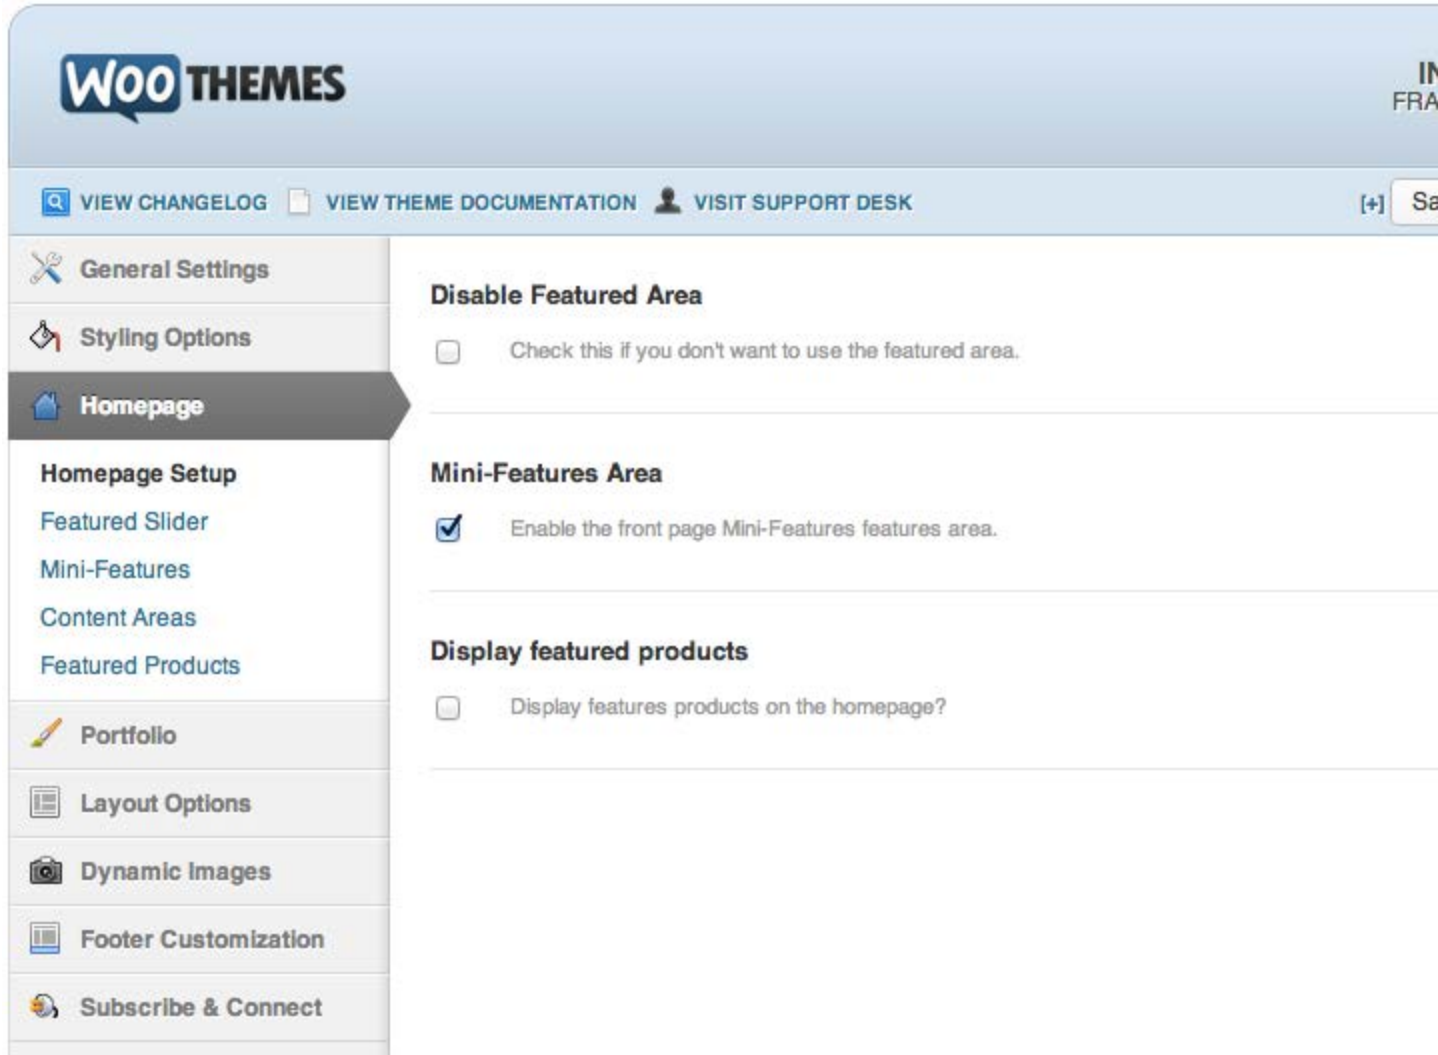 WOO THEMES
VIEW CHANGELOG VIEW THEME DOCUMENTATION VISIT SUPPORT DESK [+]
General Settings
Styling Options
Homepage
Homepage Setup
Featured Slider
Mini-Features
Content Areas
Featured Products
Portfolio
Layout Options
Dynamic Images
Footer Customization
Subscribe & Connect
Disable Featured Area
Check this if you don't want to use the featured area.
Mini-Features Area
Enable the front page Mini-Features features area.
Display featured products
Display features products on the homepage?